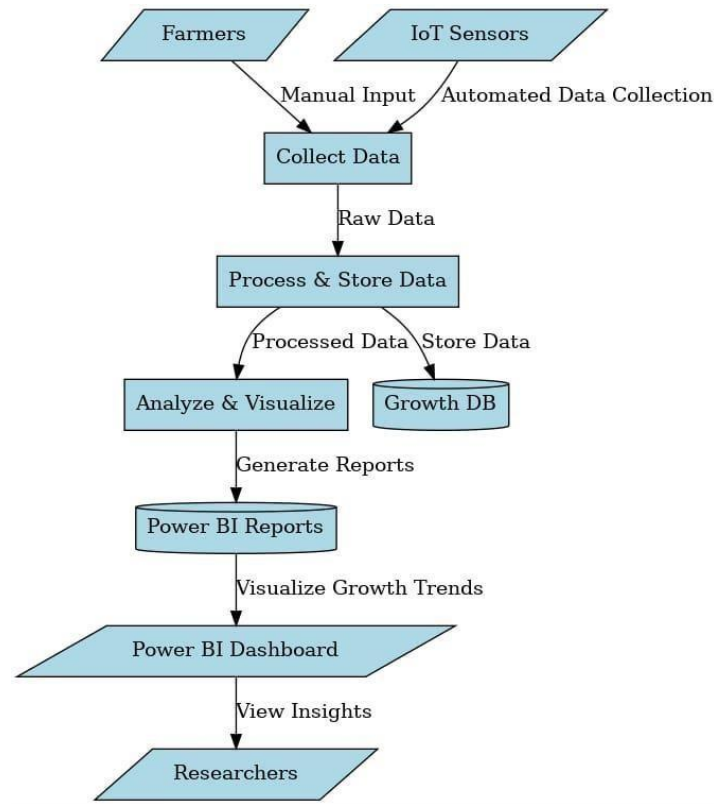 Farmers
IoT Sensors
Manual Input
Automated Data Collection
Collect Data
Raw Data
Process & Store Data
Processed Data
Store Data
Analyze & Visualize
Growth DB
Generate Reports
Power BI Reports
Visualize Growth Trends
Power BI Dashboard
View Insights
Researchers